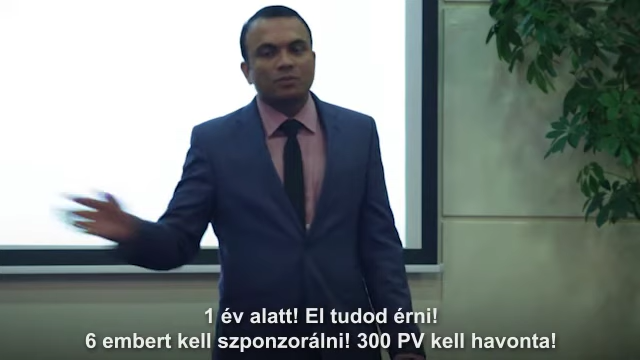 1 év alatt! El tudod érni!
6 embert kell szponzorálni! 300 PV kell havonta!